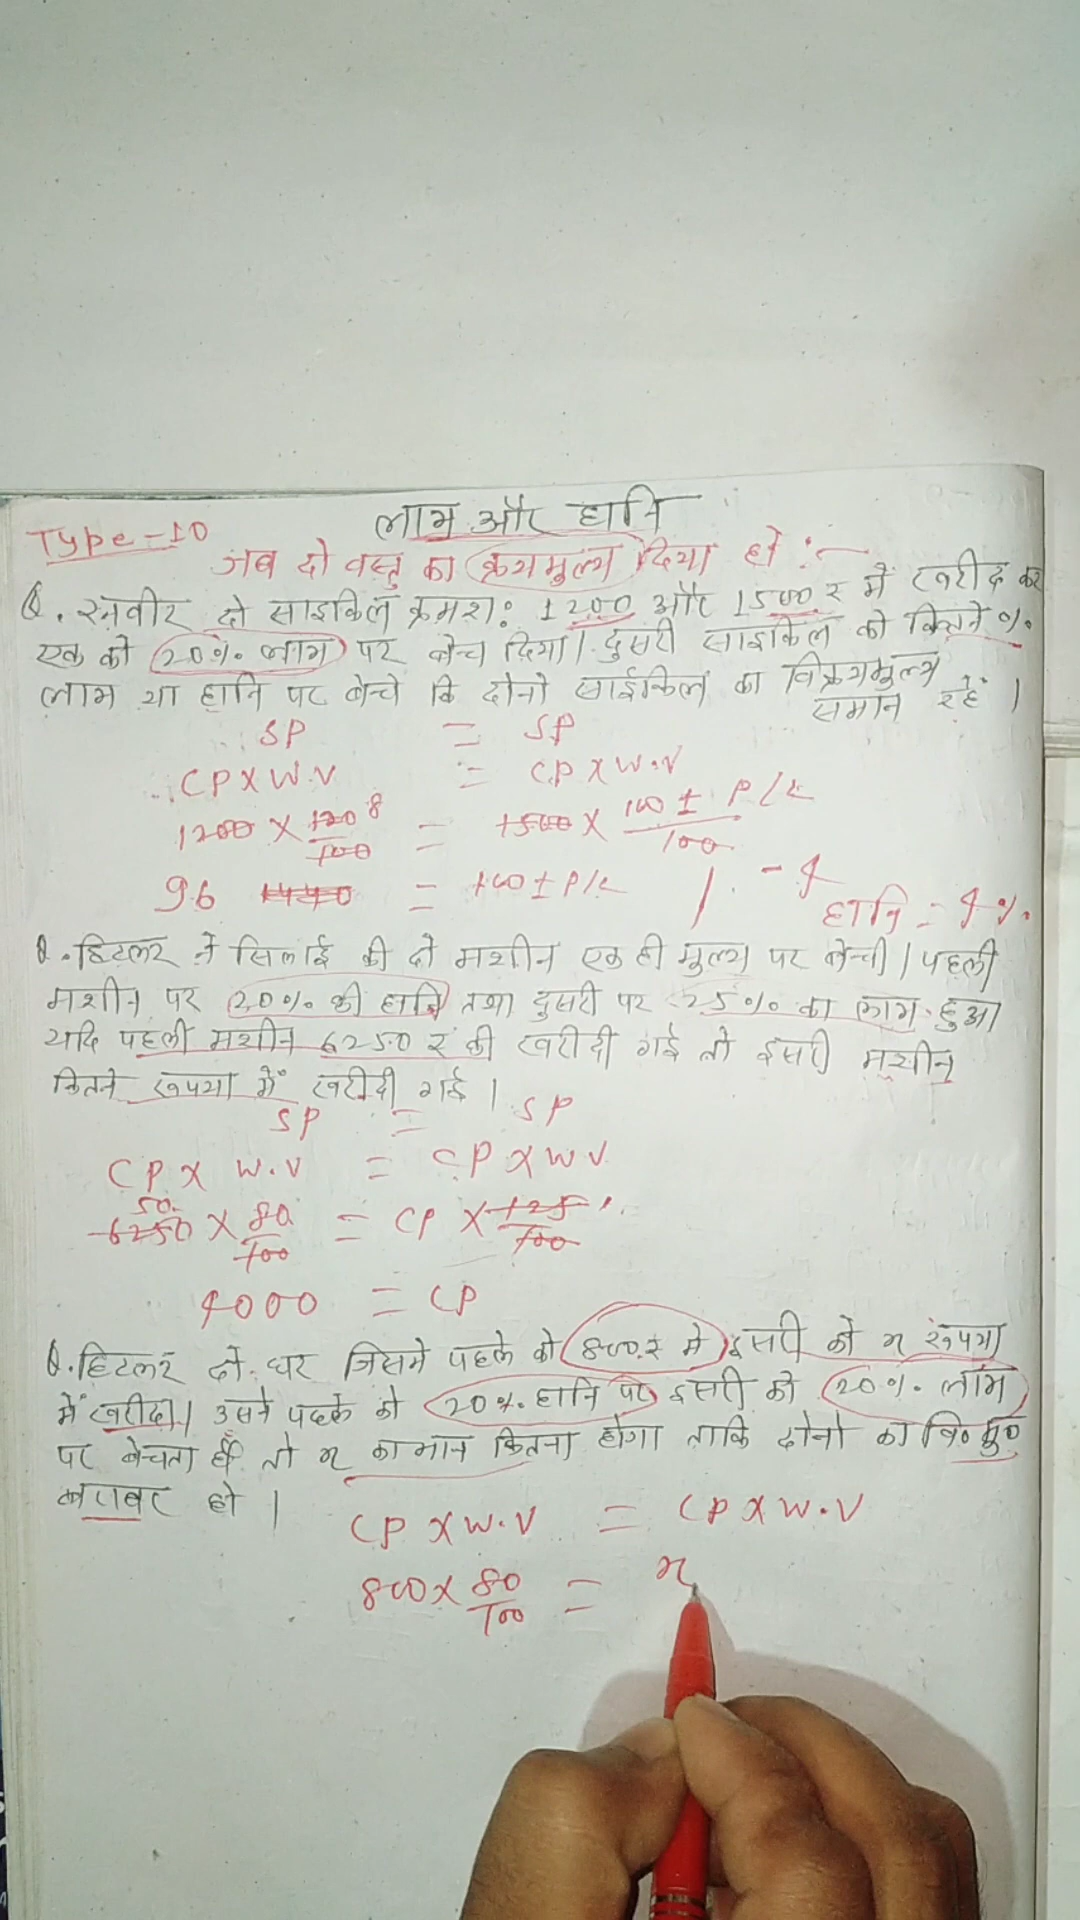 लाभ और हानि
Type-10
जब दो वस्तु का क्रयमुल्य दिया हो :-
Q. रनवीर दो साइकिल क्रमश: 1200 और 1500 ₹ में खरीद कर
एक को 20% लाभ पर बेच दिया। दुसरी साइकिल को कितने %
लाभ या हानि पर बेचे कि दोनो साईकिल का विक्रयमुल्य
समान रहें।
SP = SP
CP X W.V = CP X W.V
1200 X 120 8 / 100 = 1500 X 100 ± P/L / 100
96 1440 = 100 ± P/L | -4
हानि = 4%
Q. हिटलर ने सिलाई की दो मशीन एक ही मुल्य पर बेन्ची। पहली
मशीन पर 20% की हानि तथा दुसरी पर 25% का लाभ हुआ
यदि पहली मशीन 6250 ₹ की खरीदी गई तो दुसरी मशीन
कितने रूपया में खरीदी गई।
SP = SP
CP X W.V = CP X W V
50
6250 X 80 / 100 = CP X 125 / 100
4000 = CP
Q. हिटलर दो घर जिसमे पहले को 800 ₹ मे दुसरी को x रूपया
में खरीदा। उसने पहले को 20% हानि पर दुसरी को 20% लाभ
पर बेचता हैं तो x का मान कितना होगा ताकि दोनो का वि० मु०
बराबर हो।
CP X W.V = CP X W.V
800 X 80 / 100 = x